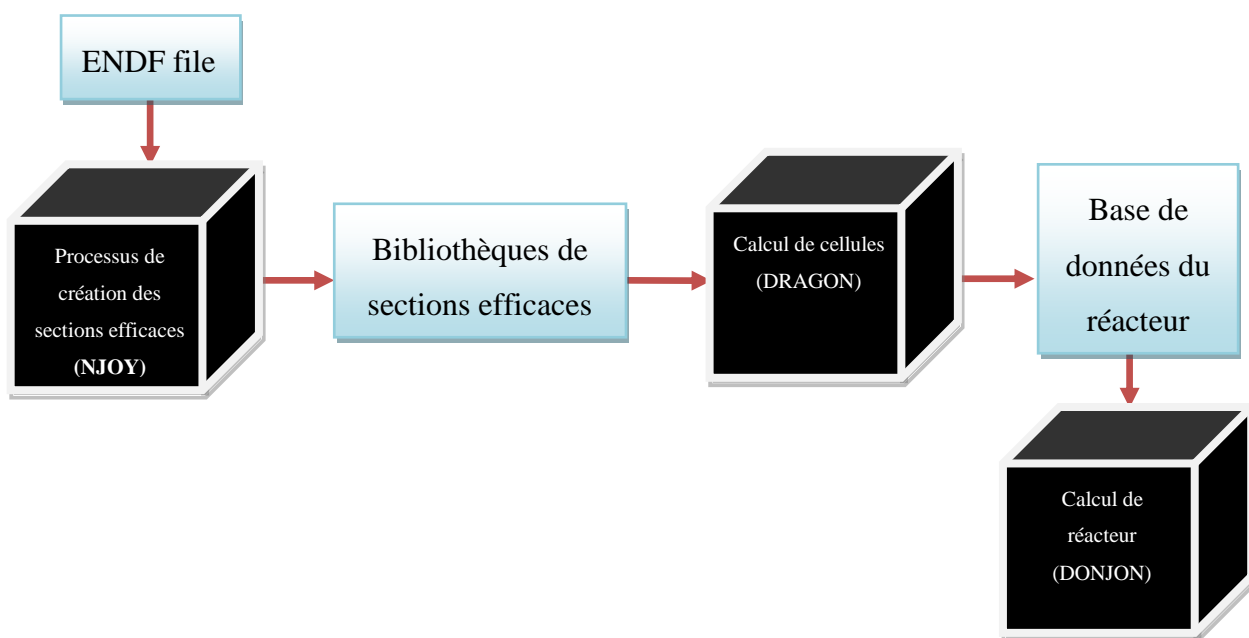 ENDF file
Processus de
création des
sections efficaces
(NJOY)
Bibliothèques de
sections efficaces
Calcul de cellules
(DRAGON)
Base de
données du
réacteur
Calcul de
réacteur
(DONJON)